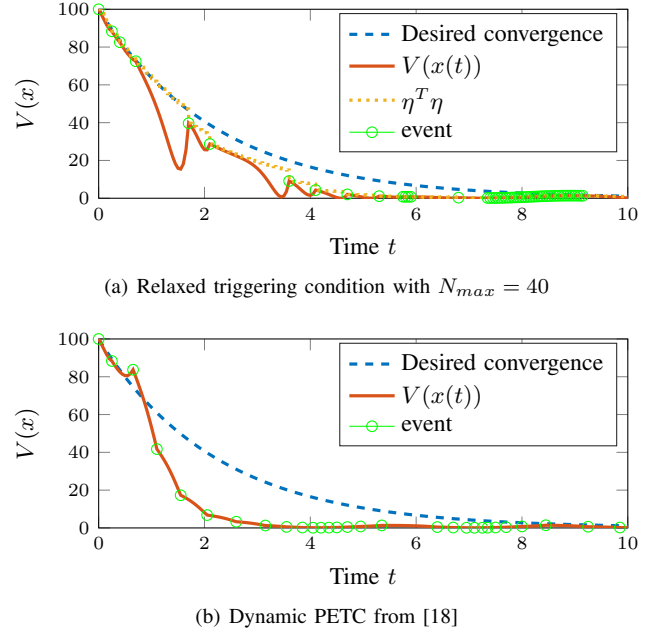 100
80
60
40
20
0
V(x)
0 2 4 6 8 10
Time t
Desired convergence
V(x(t))
η^T η
event
(a) Relaxed triggering condition with N_{max} = 40
100
80
60
40
20
0
V(x)
0 2 4 6 8 10
Time t
Desired convergence
V(x(t))
event
(b) Dynamic PETC from [18]